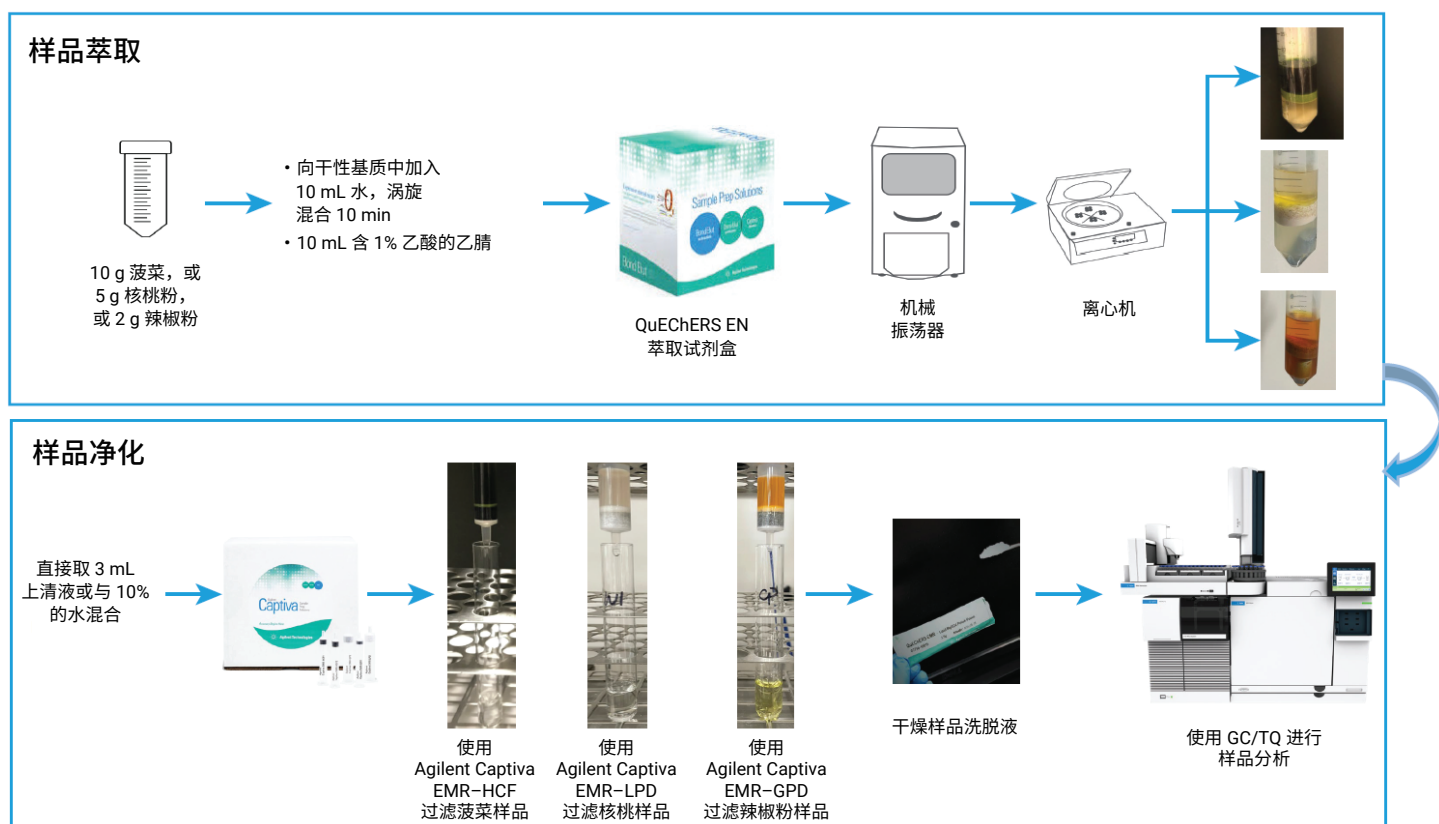 样品萃取
10 g 菠菜，或
5 g 核桃粉，
或 2 g 辣椒粉
• 向干性基质中加入
10 mL 水，涡旋
混合 10 min
• 10 mL 含 1% 乙酸的乙腈
Sample Prep Solutions
Bond Elut
Agilent Technologies
QuEChERS EN
萃取试剂盒
机械
振荡器
离心机
样品净化
直接取 3 mL
上清液或与 10%
的水混合
Captiva
Agilent Technologies
使用
Agilent Captiva
EMR–HCF
过滤菠菜样品
使用
Agilent Captiva
EMR–LPD
过滤核桃样品
使用
Agilent Captiva
EMR–GPD
过滤辣椒粉样品
干燥样品洗脱液
使用 GC/TQ 进行
样品分析